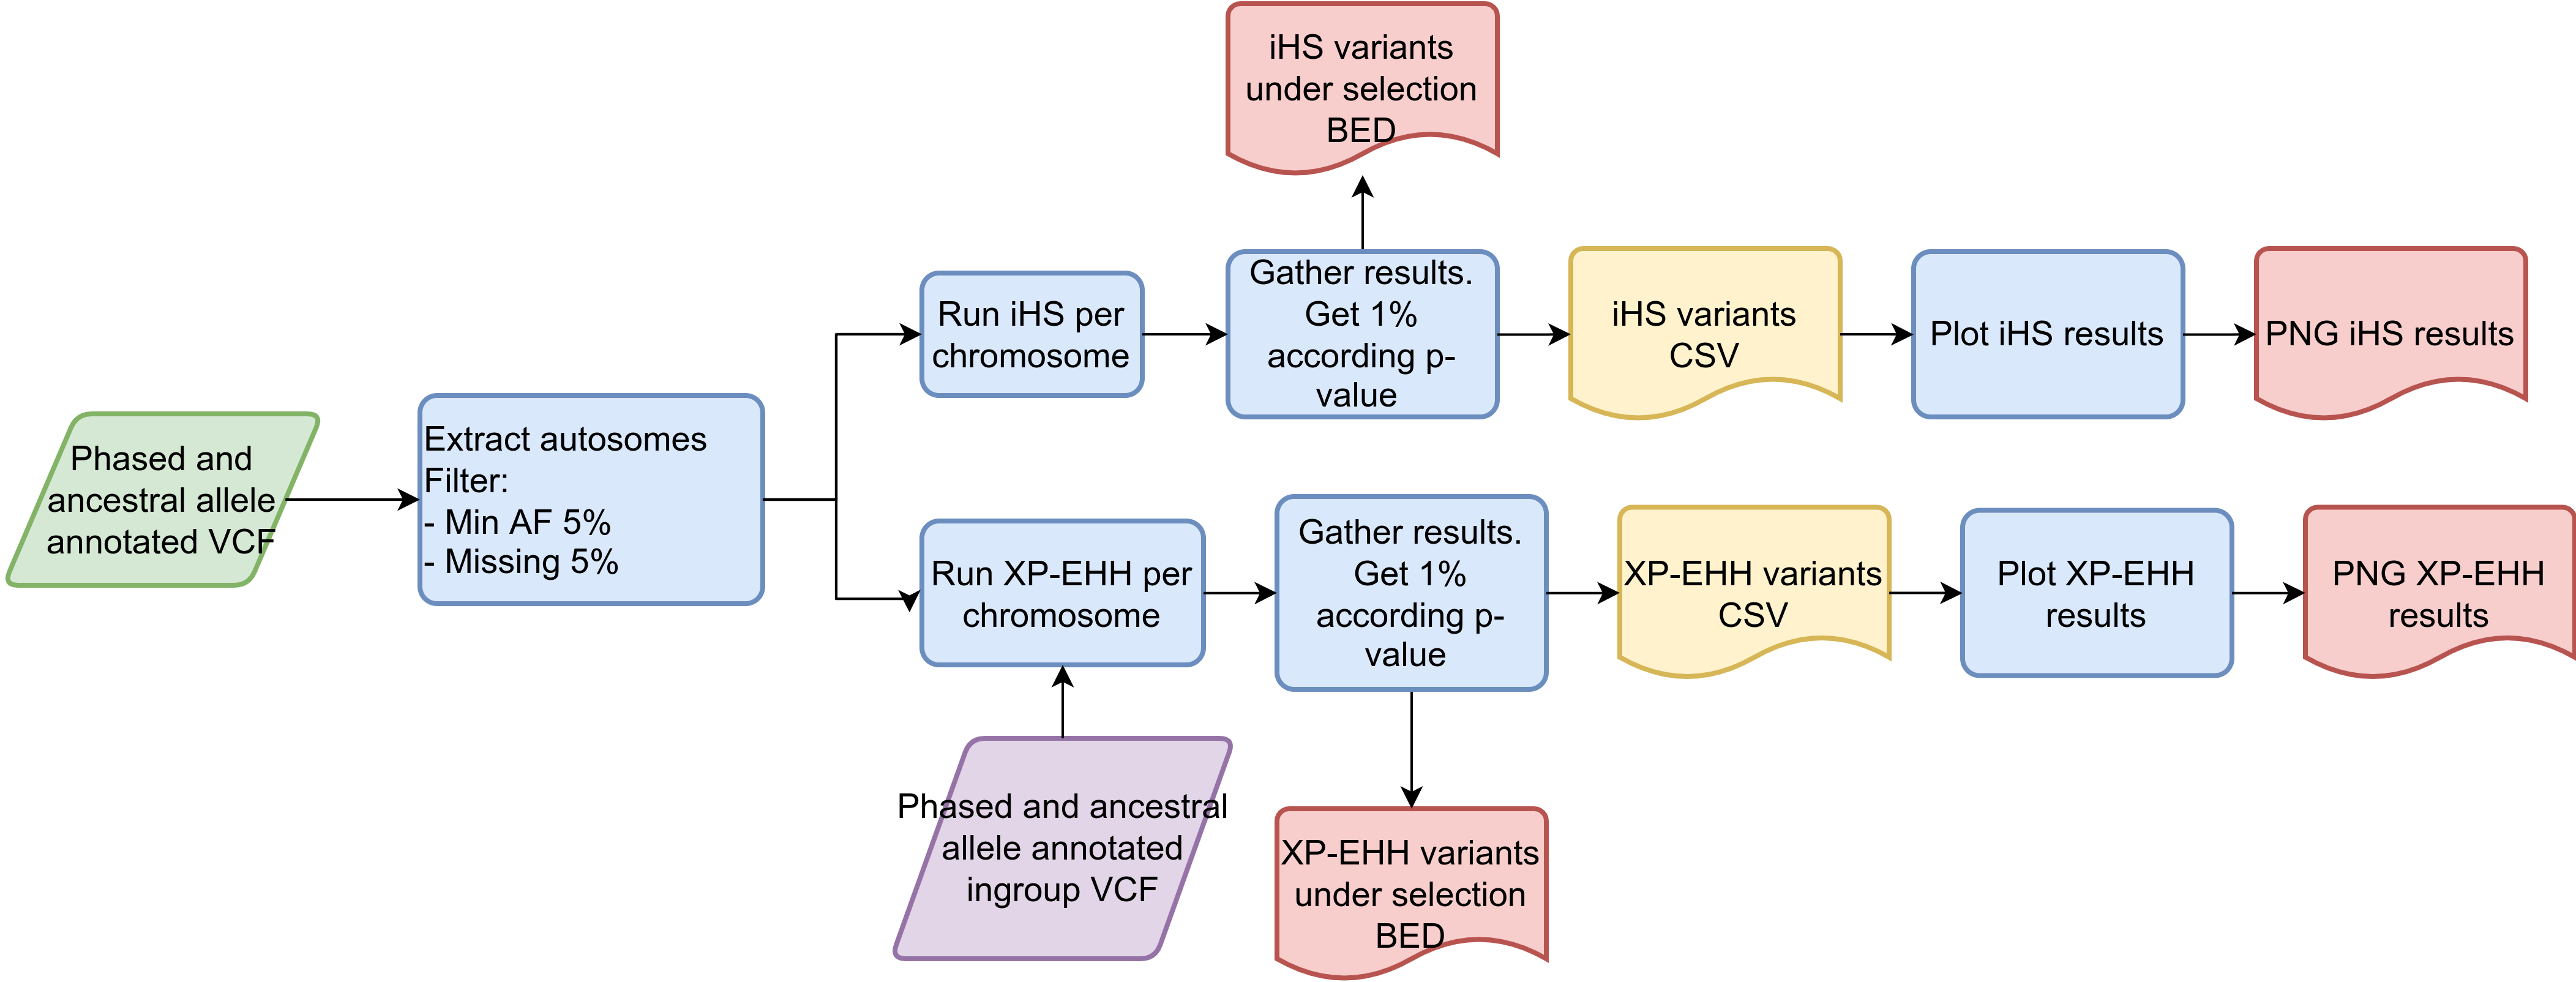 iHS variants
under selection
BED
Phased and
ancestral allele
annotated VCF
Extract autosomes
Filter:
- Min AF 5%
- Missing 5%
Run iHS per
chromosome
Gather results.
Get 1%
according p-
value
iHS variants
CSV
Plot iHS results
PNG iHS results
Run XP-EHH per
chromosome
Gather results.
Get 1%
according p-
value
XP-EHH variants
CSV
Plot XP-EHH
results
PNG XP-EHH
results
Phased and ancestral
allele annotated
ingroup VCF
XP-EHH variants
under selection
BED